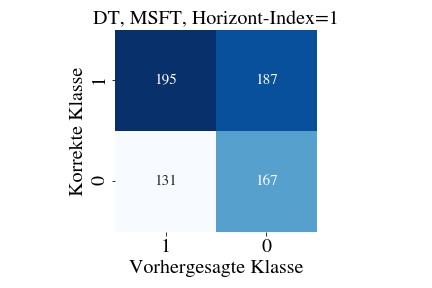 DT, MSFT, Horizont-Index=1
Korrekte Klasse
1
195
187
0
131
167
1
0
Vorhergesagte Klasse